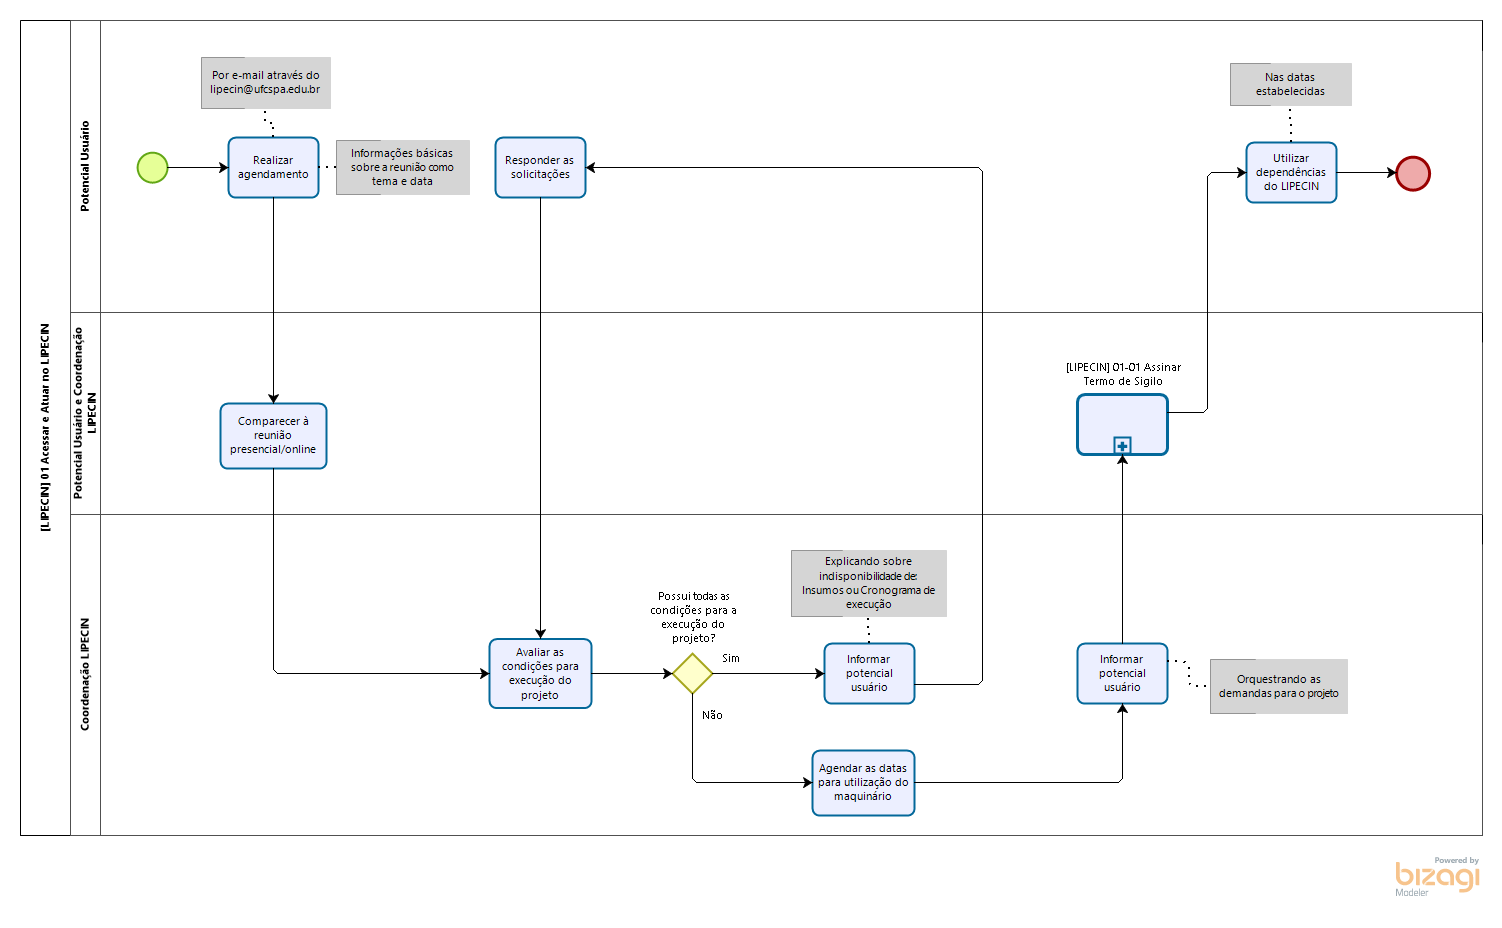 [LIPECIN] 01 Acessar e Atuar no LIPECIN
Potencial Usuário
Por e-mail através do
lipecin@ufcspa.edu.br
Realizar
agendamento
Informações básicas
sobre a reunião como
tema e data
Responder as
solicitações
Nas datas
estabelecidas
Utilizar
dependências
do LIPECIN
Potencial Usuário e Coordenação
LIPECIN
Comparecer à
reunião
presencial/online
[LIPECIN] 01-01 Assinar
Termo de Sigilo
Coordenação LIPECIN
Avaliar as
condições para
execução do
projeto
Possui todas as
condições para a
execução do
projeto?
Sim
Não
Explicando sobre
indisponibilidade de:
Insumos ou Cronograma de
execução
Informar
potencial
usuário
Agendar as datas
para utilização do
maquinário
Informar
potencial
usuário
Orquestrando as
demandas para o projeto
Powered by
bizagi
Modeler